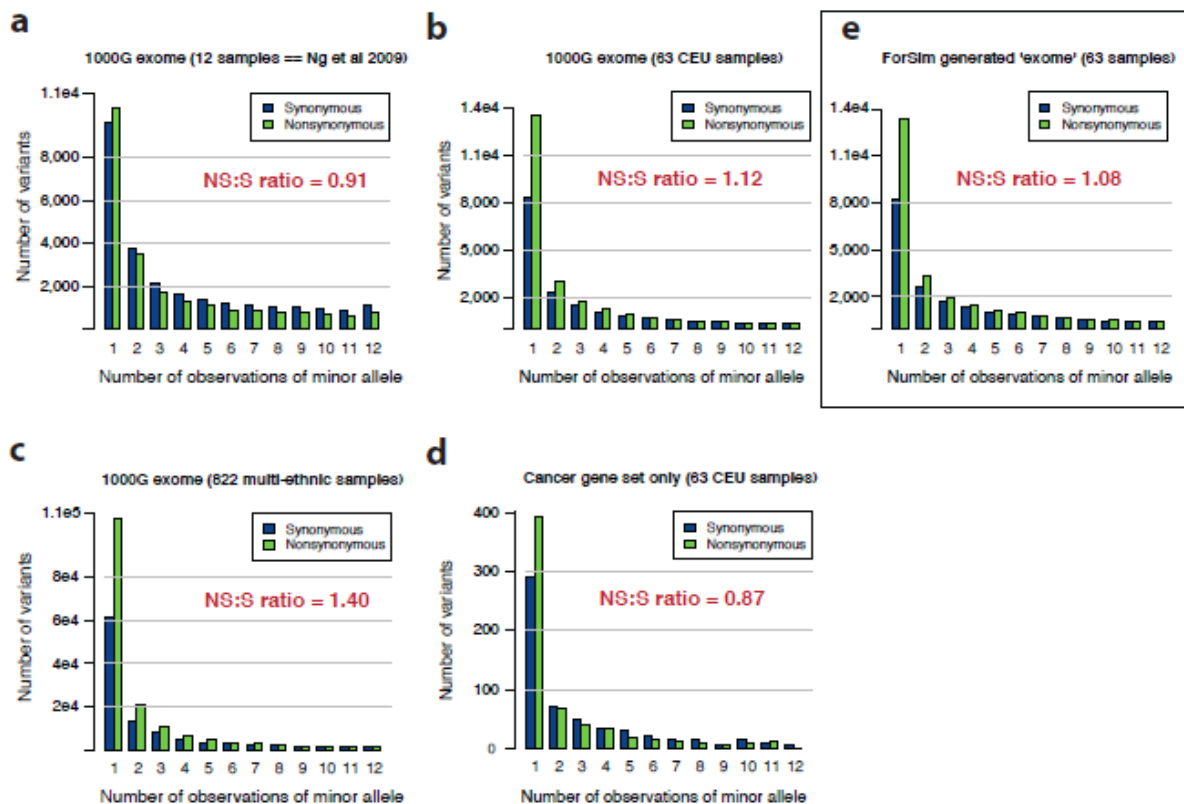 a
1000G exome (12 samples == Ng et al 2009)
1.1e4
8,000
6,000
4,000
2,000
Number of variants
Synonymous
Nonsynonymous
NS:S ratio = 0.91
1 2 3 4 5 6 7 8 9 10 11 12
Number of observations of minor allele
b
1000G exome (63 CEU samples)
1.4e4
1.1e4
8,000
5,000
2,000
Number of variants
Synonymous
Nonsynonymous
NS:S ratio = 1.12
1 2 3 4 5 6 7 8 9 10 11 12
Number of observations of minor allele
e
ForSim generated 'exome' (63 samples)
1.4e4
1.1e4
8,000
5,000
2,000
Number of variants
Synonymous
Nonsynonymous
NS:S ratio = 1.08
1 2 3 4 5 6 7 8 9 10 11 12
Number of observations of minor allele
c
1000G exome (822 multi-ethnic samples)
1.1e5
8e4
6e4
4e4
2e4
Number of variants
Synonymous
Nonsynonymous
NS:S ratio = 1.40
1 2 3 4 5 6 7 8 9 10 11 12
Number of observations of minor allele
d
Cancer gene set only (63 CEU samples)
400
300
200
100
0
Number of variants
Synonymous
Nonsynonymous
NS:S ratio = 0.87
1 2 3 4 5 6 7 8 9 10 11 12
Number of observations of minor allele